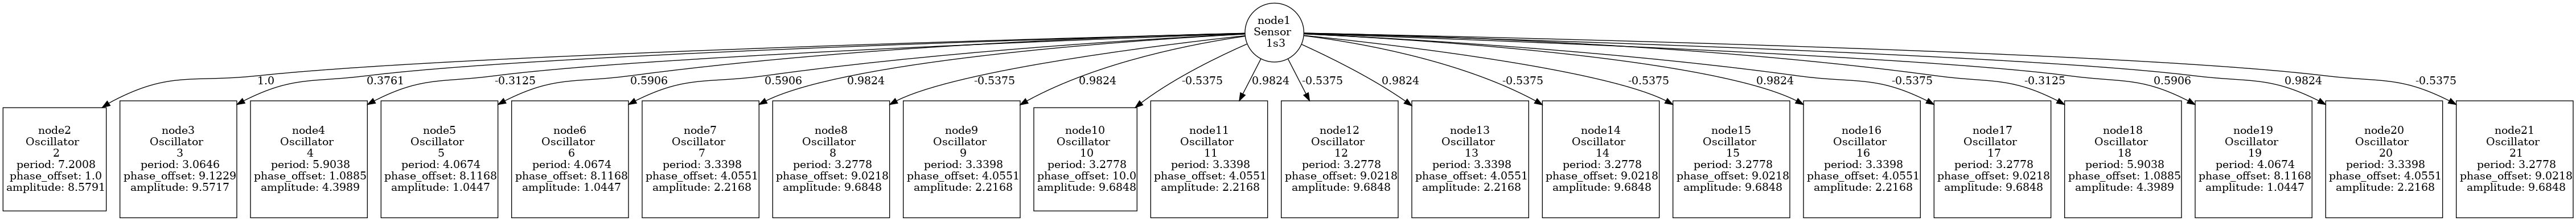 node1
Sensor
1s3
1.0
0.3761
-0.3125
0.5906
0.5906
0.9824
-0.5375
0.9824
-0.5375
0.9824
-0.5375
0.9824
-0.5375
-0.5375
0.9824
-0.5375
-0.3125
0.5906
0.9824
-0.5375
node2
Oscillator
2
period: 7.2008
phase_offset: 1.0
amplitude: 8.5791
node3
Oscillator
3
period: 3.0646
phase_offset: 9.1229
amplitude: 9.5717
node4
Oscillator
4
period: 5.9038
phase_offset: 1.0885
amplitude: 4.3989
node5
Oscillator
5
period: 4.0674
phase_offset: 8.1168
amplitude: 1.0447
node6
Oscillator
6
period: 4.0674
phase_offset: 8.1168
amplitude: 1.0447
node7
Oscillator
7
period: 3.3398
phase_offset: 4.0551
amplitude: 2.2168
node8
Oscillator
8
period: 3.2778
phase_offset: 9.0218
amplitude: 9.6848
node9
Oscillator
9
period: 3.3398
phase_offset: 4.0551
amplitude: 2.2168
node10
Oscillator
10
period: 3.2778
phase_offset: 10.0
amplitude: 9.6848
node11
Oscillator
11
period: 3.3398
phase_offset: 4.0551
amplitude: 2.2168
node12
Oscillator
12
period: 3.2778
phase_offset: 9.0218
amplitude: 9.6848
node13
Oscillator
13
period: 3.3398
phase_offset: 4.0551
amplitude: 2.2168
node14
Oscillator
14
period: 3.2778
phase_offset: 9.0218
amplitude: 9.6848
node15
Oscillator
15
period: 3.2778
phase_offset: 9.0218
amplitude: 9.6848
node16
Oscillator
16
period: 3.3398
phase_offset: 4.0551
amplitude: 2.2168
node17
Oscillator
17
period: 3.2778
phase_offset: 9.0218
amplitude: 9.6848
node18
Oscillator
18
period: 5.9038
phase_offset: 1.0885
amplitude: 4.3989
node19
Oscillator
19
period: 4.0674
phase_offset: 8.1168
amplitude: 1.0447
node20
Oscillator
20
period: 3.3398
phase_offset: 4.0551
amplitude: 2.2168
node21
Oscillator
21
period: 3.2778
phase_offset: 9.0218
amplitude: 9.6848